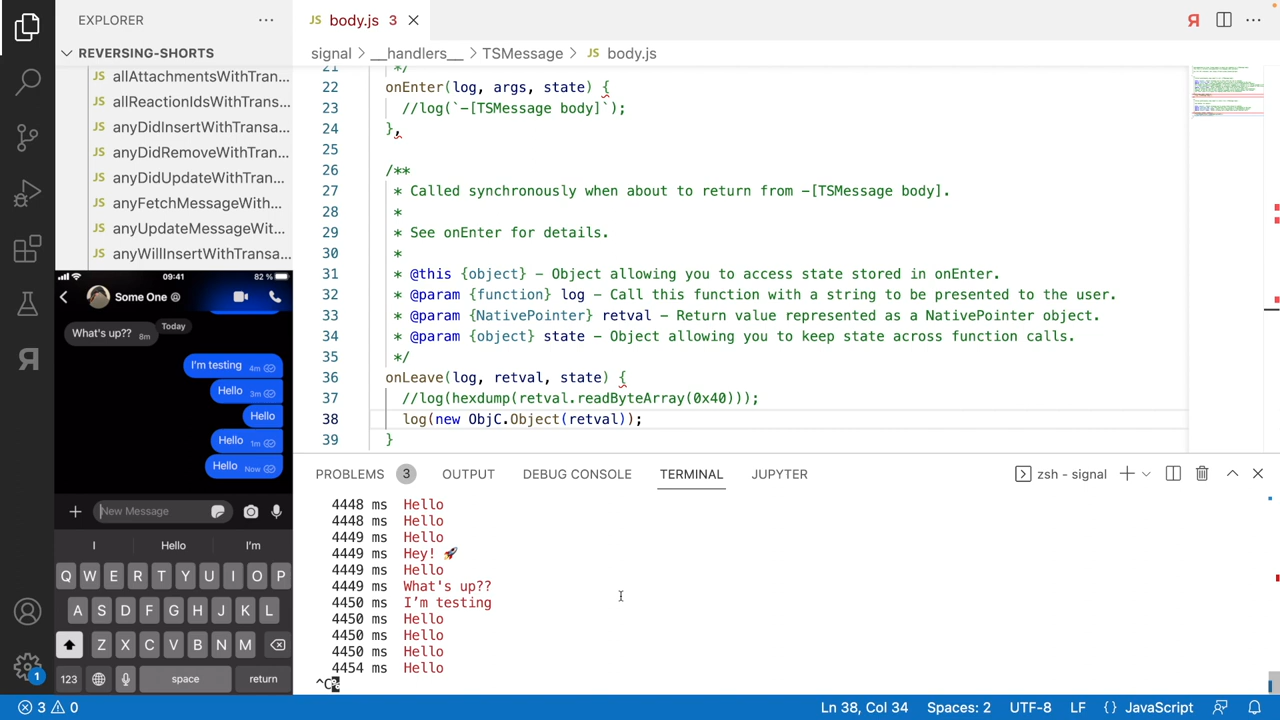 EXPLORER
···
REVERSING-SHORTS
JS allAttachmentsWithTran...
JS allReactionIdsWithTrans...
JS anyDidInsertWithTransa...
JS anyDidRemoveWithTran...
JS anyDidUpdateWithTran...
JS anyFetchMessageWith...
JS anyUpdateMessageWit...
JS anyWillInsertWithTransa...
Я
1
09:41
82 %
Some One
Today
What's up?? 8m
I'm testing 4m
Hello 3m
Hello
Hello 1m
Hello Now
New Message
I Hello I'm
Q W E R T Y U I O P
A S D F G H J K L
Z X C V B N M
123 space return
JS body.js 3
Я
···
signal > __handlers__ > TSMessage > JS body.js
21 */
22 onEnter(log, args, state) {
23 //log(`-[TSMessage body]`);
24 },
25
26 /**
27 * Called synchronously when about to return from -[TSMessage body].
28 *
29 * See onEnter for details.
30 *
31 * @this {object} - Object allowing you to access state stored in onEnter.
32 * @param {function} log - Call this function with a string to be presented to the user.
33 * @param {NativePointer} retval - Return value represented as a NativePointer object.
34 * @param {object} state - Object allowing you to keep state across function calls.
35 */
36 onLeave(log, retval, state) {
37 //log(hexdump(retval.readByteArray(0x40)));
38 log(new ObjC.Object(retval));
39 }
PROBLEMS 3 OUTPUT DEBUG CONSOLE TERMINAL JUPYTER
zsh - signal
4448 ms Hello
4448 ms Hello
4449 ms Hello
4449 ms Hey! 🚀
4449 ms Hello
4449 ms What's up??
4450 ms I’m testing
4450 ms Hello
4450 ms Hello
4450 ms Hello
4454 ms Hello
^C%
3 0
Ln 38, Col 34 Spaces: 2 UTF-8 LF {} JavaScript